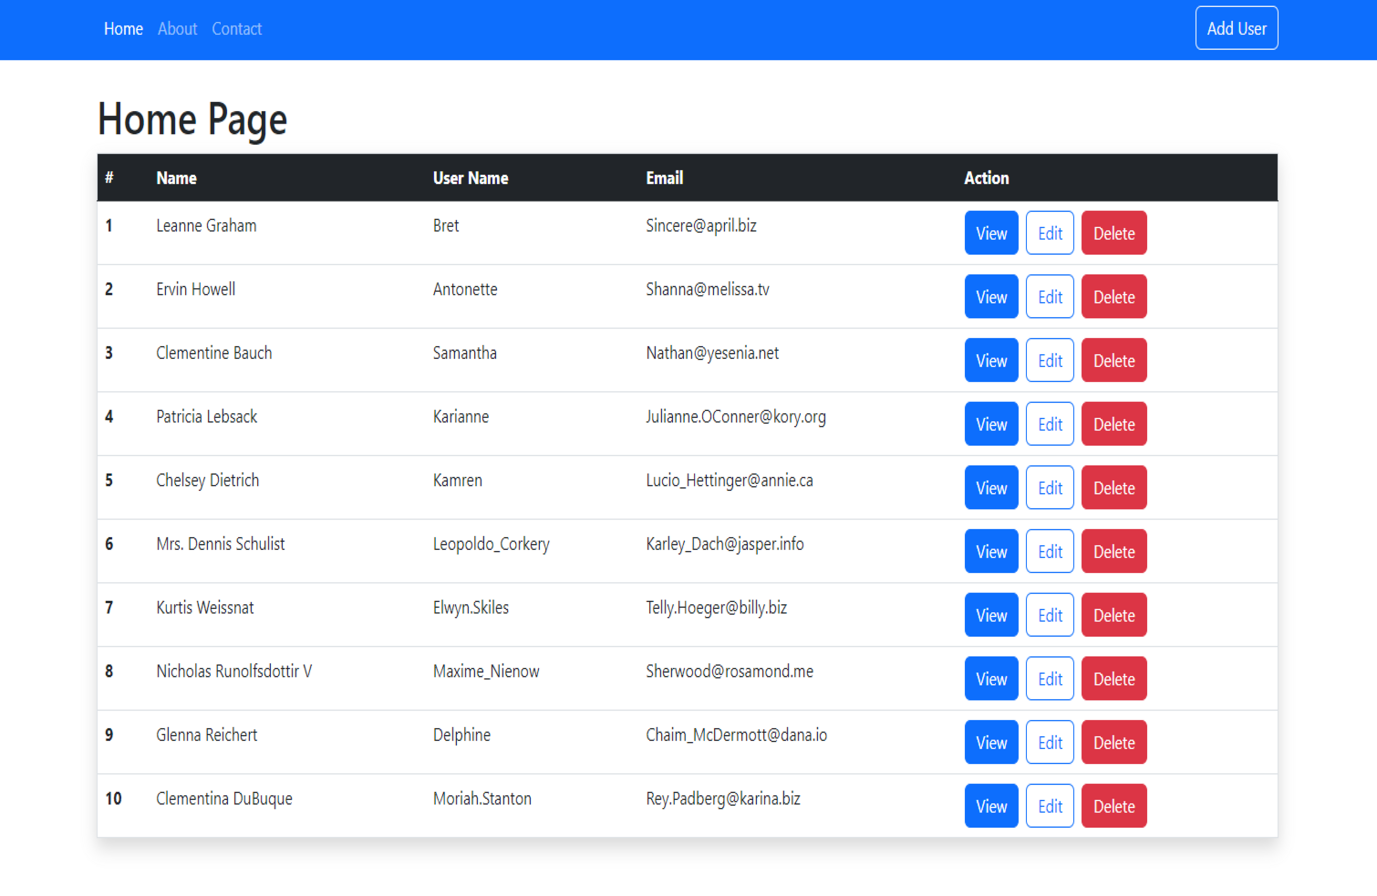 Home About Contact Add User
Home Page
# Name User Name Email Action
1 Leanne Graham Bret Sincere@april.biz View Edit Delete
2 Ervin Howell Antonette Shanna@melissa.tv View Edit Delete
3 Clementine Bauch Samantha Nathan@yesenia.net View Edit Delete
4 Patricia Lebsack Karianne Julianne.OConner@kory.org View Edit Delete
5 Chelsey Dietrich Kamren Lucio_Hettinger@annie.ca View Edit Delete
6 Mrs. Dennis Schulist Leopoldo_Corkery Karley_Dach@jasper.info View Edit Delete
7 Kurtis Weissnat Elwyn.Skiles Telly.Hoeger@billy.biz View Edit Delete
8 Nicholas Runolfsdottir V Maxime_Nienow Sherwood@rosamond.me View Edit Delete
9 Glenna Reichert Delphine Chaim_McDermott@dana.io View Edit Delete
10 Clementina DuBuque Moriah.Stanton Rey.Padberg@karina.biz View Edit Delete